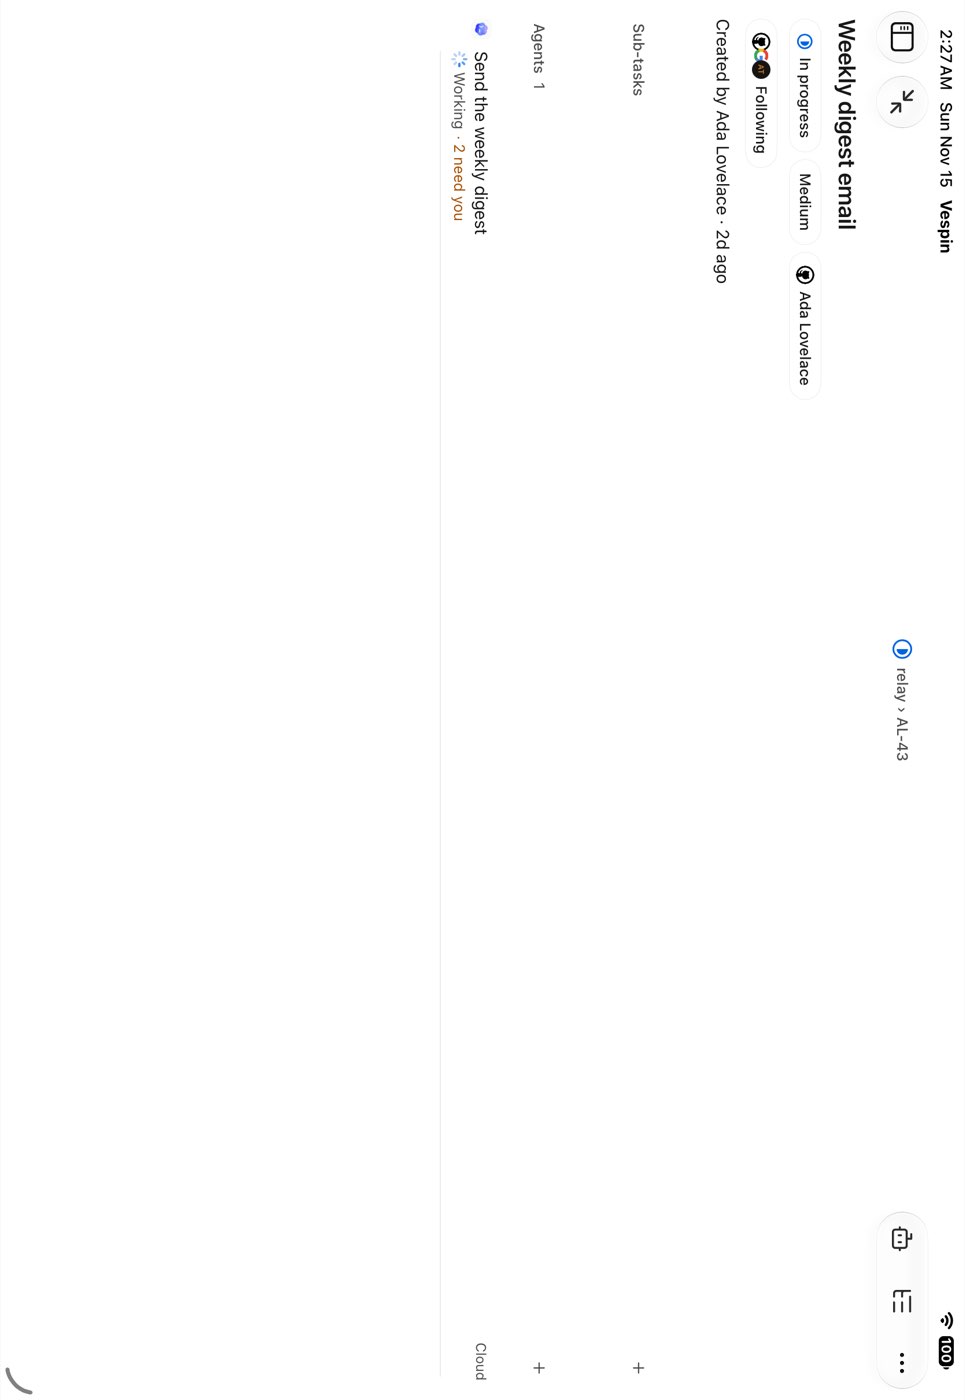 2:27 AM Sun Nov 15 Vespin
100
relay › AL-43
Weekly digest email
In progress
Medium
Ada Lovelace
AT
Following
Created by Ada Lovelace · 2d ago
Sub-tasks
Agents 1
Send the weekly digest
Cloud
Working · 2 need you